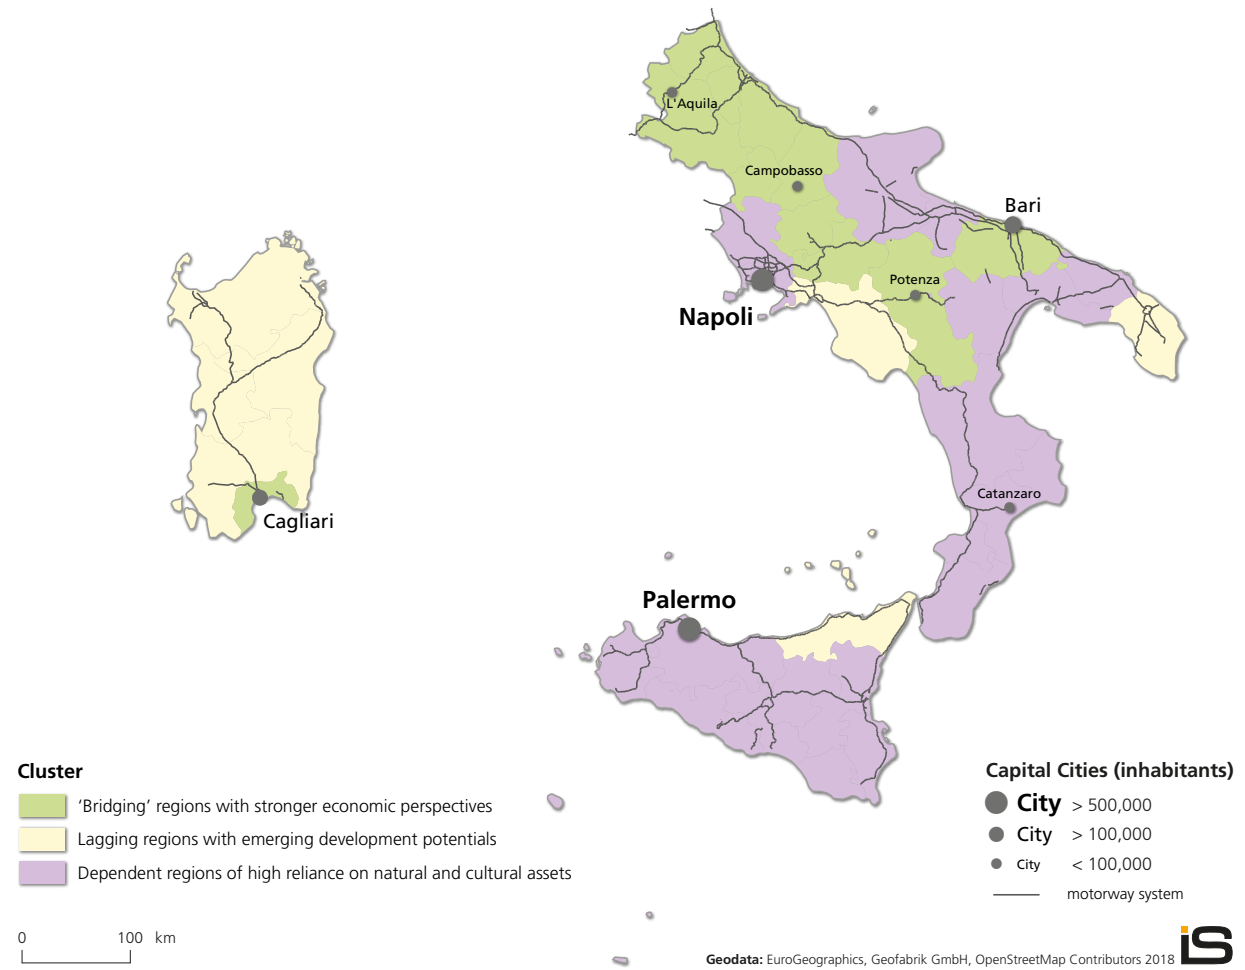 L'Aquila
Campobasso
Bari
Potenza
Napoli
Catanzaro
Cagliari
Palermo
Cluster
‘Bridging’ regions with stronger economic perspectives
Lagging regions with emerging development potentials
Dependent regions of high reliance on natural and cultural assets
0 100 km
Capital Cities (inhabitants)
City > 500,000
City > 100,000
City < 100,000
motorway system
Geodata: EuroGeographics, Geofabrik GmbH, OpenStreetMap Contributors 2018
iS